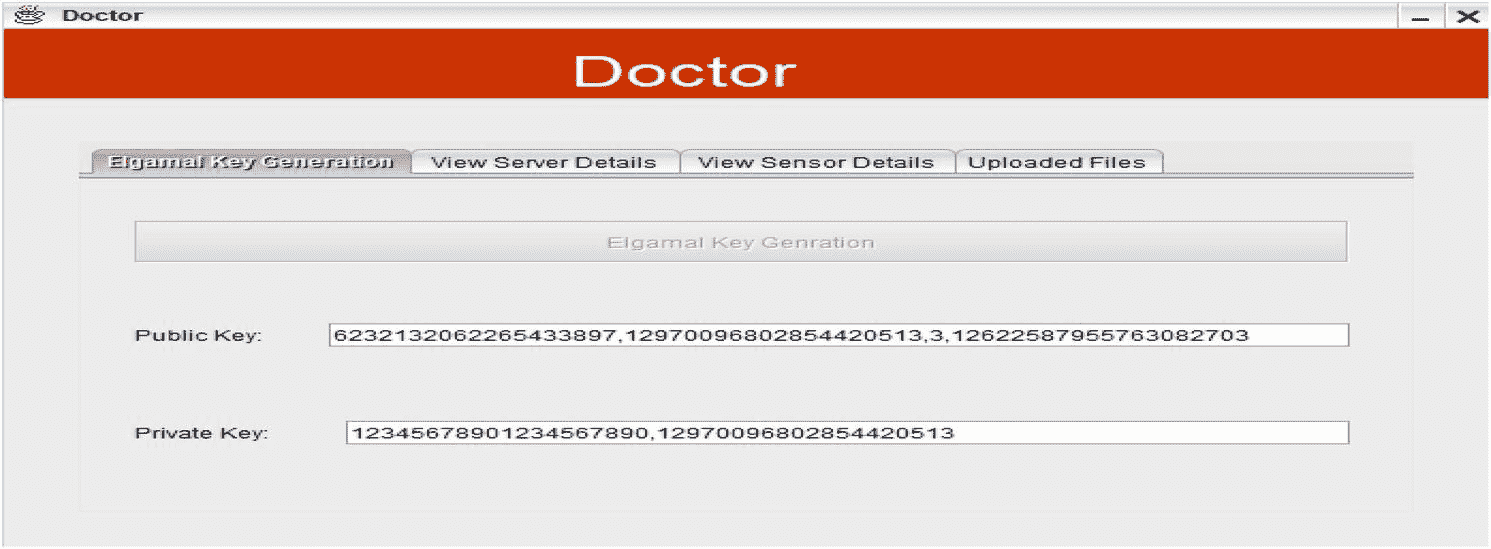 Doctor
Doctor
Elgamal Key Generation View Server Details View Sensor Details Uploaded Files
Elgamal Key Genration
Public Key: 6232132062265433897,12970096802854420513,3,12622587955763082703
Private Key: 12345678901234567890,12970096802854420513